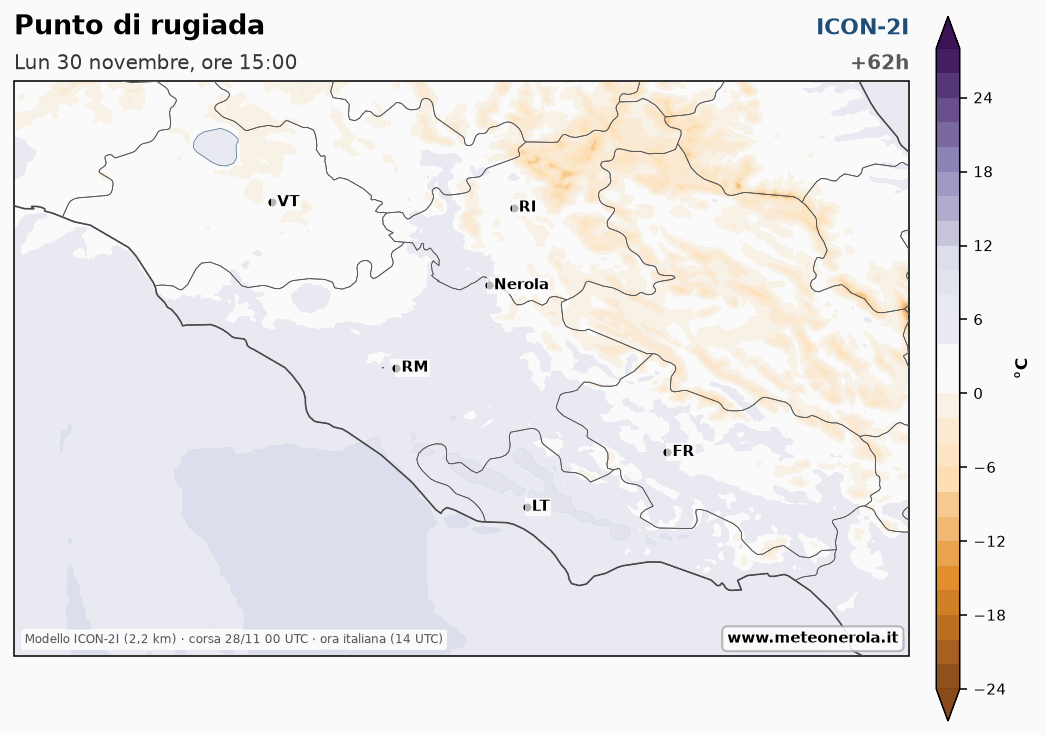 Punto di rugiada
ICON-2I
Lun 30 novembre, ore 15:00
+62h
VT
RI
Nerola
RM
FR
LT
24
18
12
6
0
−6
−12
−18
−24
°C
Modello ICON-2I (2,2 km) · corsa 28/11 00 UTC · ora italiana (14 UTC)
www.meteonerola.it